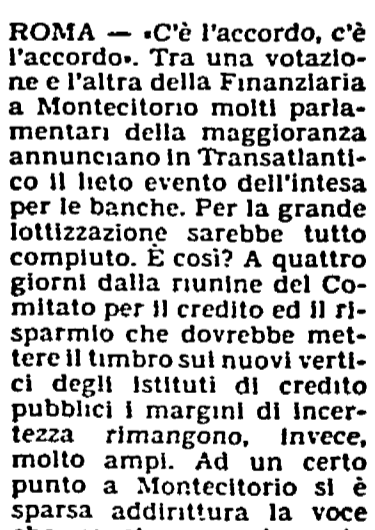 ROMA — «C'è l'accordo, c'è
l'accordo». Tra una votazio-
ne e l'altra della Finanziaria
a Montecitorio molti parla-
mentari della maggioranza
annunciano in Transatlanti-
co il lieto evento dell'intesa
per le banche. Per la grande
lottizzazione sarebbe tutto
compiuto. È così? A quattro
giorni dalla riunine del Co-
mitato per il credito ed il ri-
sparmio che dovrebbe met-
tere il timbro sui nuovi verti-
ci degli istituti di credito
pubblici i margini di incer-
tezza rimangono, invece,
molto ampi. Ad un certo
punto a Montecitorio si è
sparsa addirittura la voce